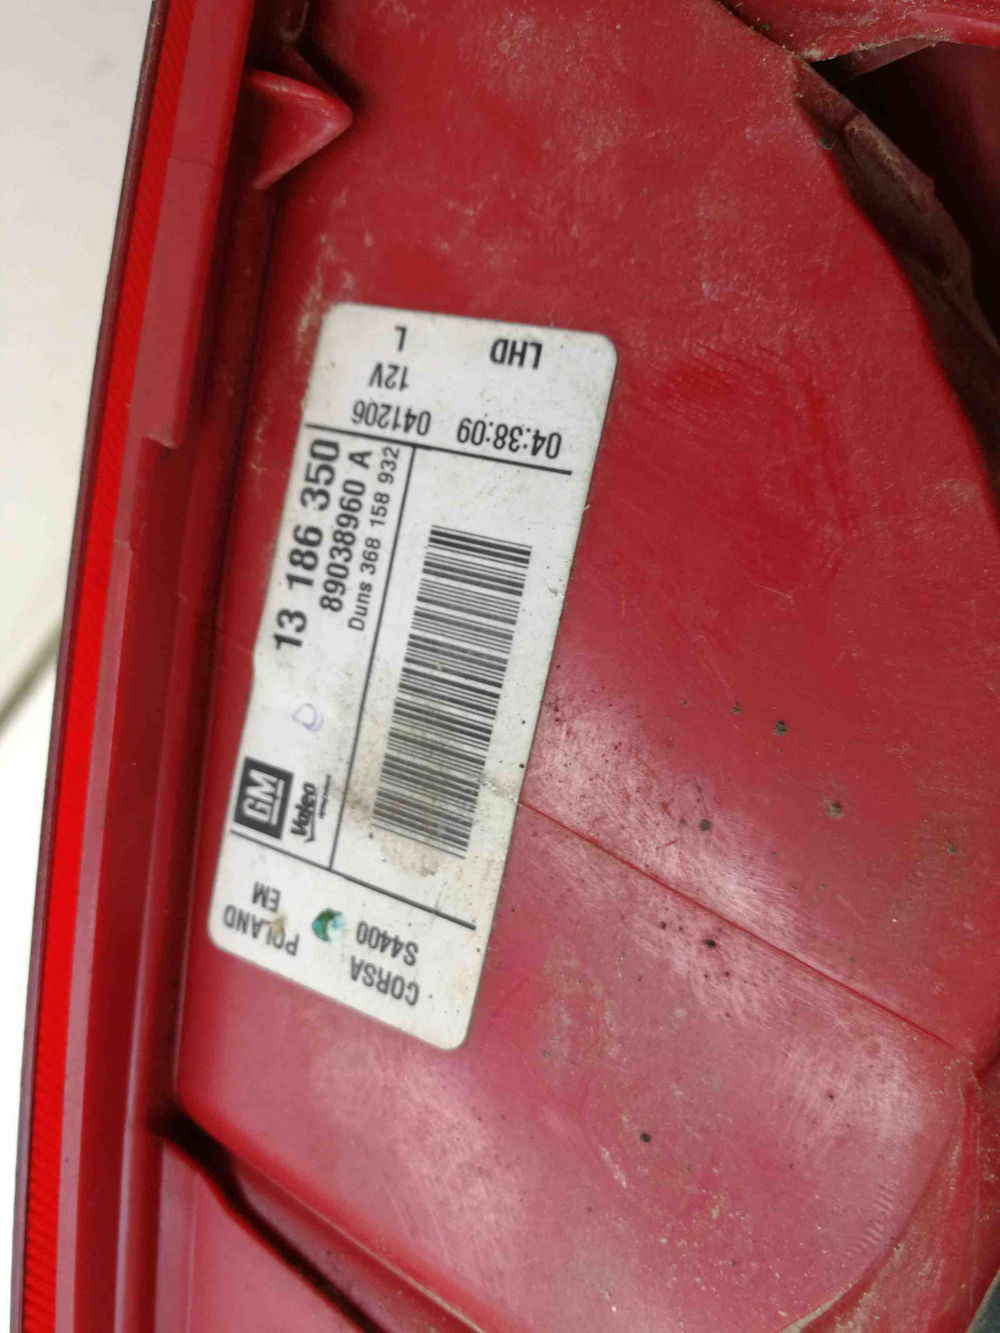 13 186 350
89038960 A
Duns 368 158 932
GM
Valeo
041206 04:38:09
12V
L LHD
POLAND
EM
CORSA
S4400